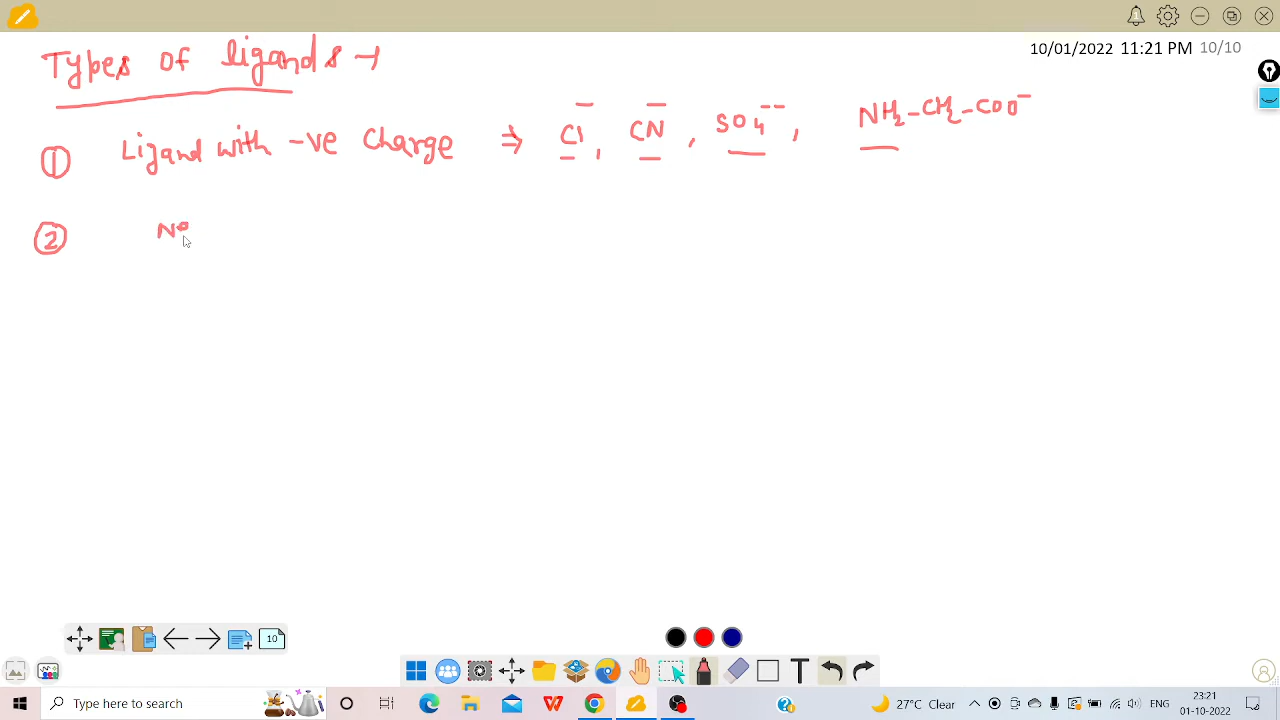 10/01/2022 11:21 PM 10/10
Types of ligands →
① Ligand with -ve Charge ⇒ Cl⁻, CN⁻, SO₄⁻⁻, NH₂-CH₂-COO⁻
② Ne
10
Type here to search
27°C Clear
ENG
23:21
01-10-2022